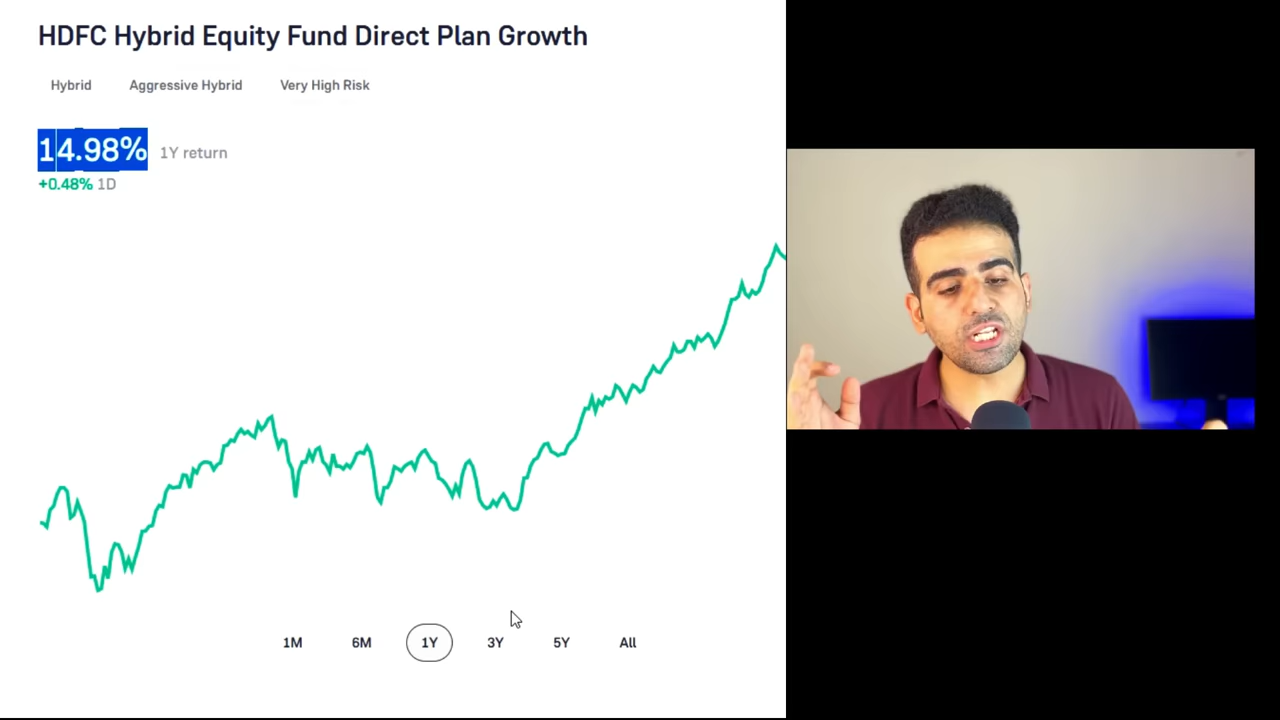 HDFC Hybrid Equity Fund Direct Plan Growth
Hybrid Aggressive Hybrid Very High Risk
14.98% 1Y return
+0.48% 1D
1M 6M 1Y 3Y 5Y All